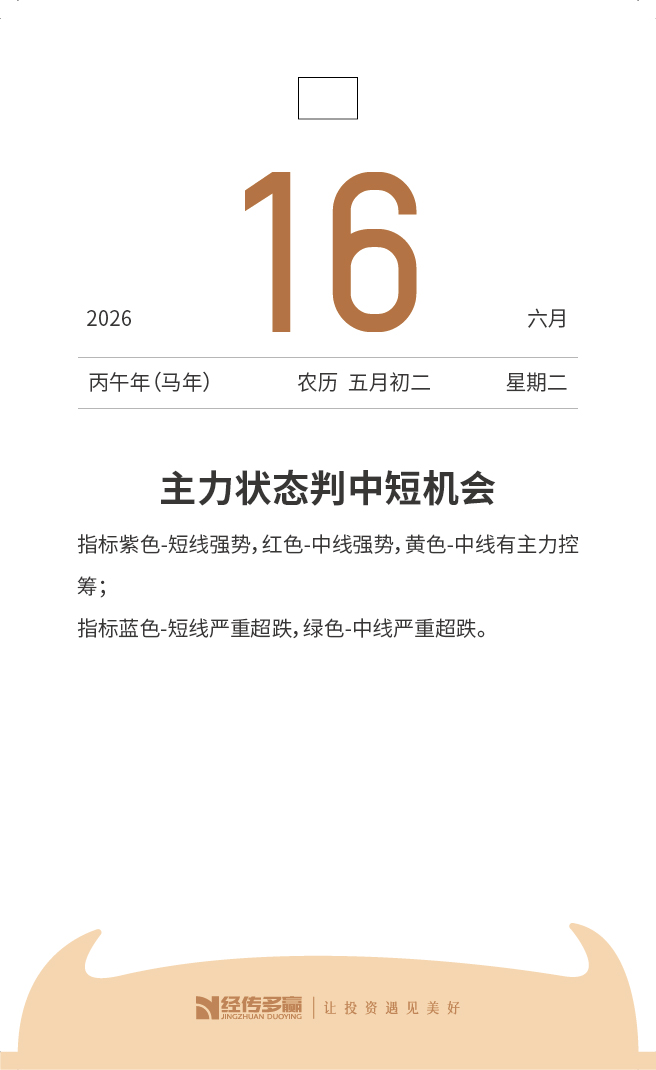 16
2026
六月
丙午年（马年）
农历 五月初二
星期二
主力状态判中短机会
指标紫色-短线强势，红色-中线强势，黄色-中线有主力控
筹；
指标蓝色-短线严重超跌，绿色-中线严重超跌。
经传多赢
JINGZHUAN DUOYING
让投资遇见美好